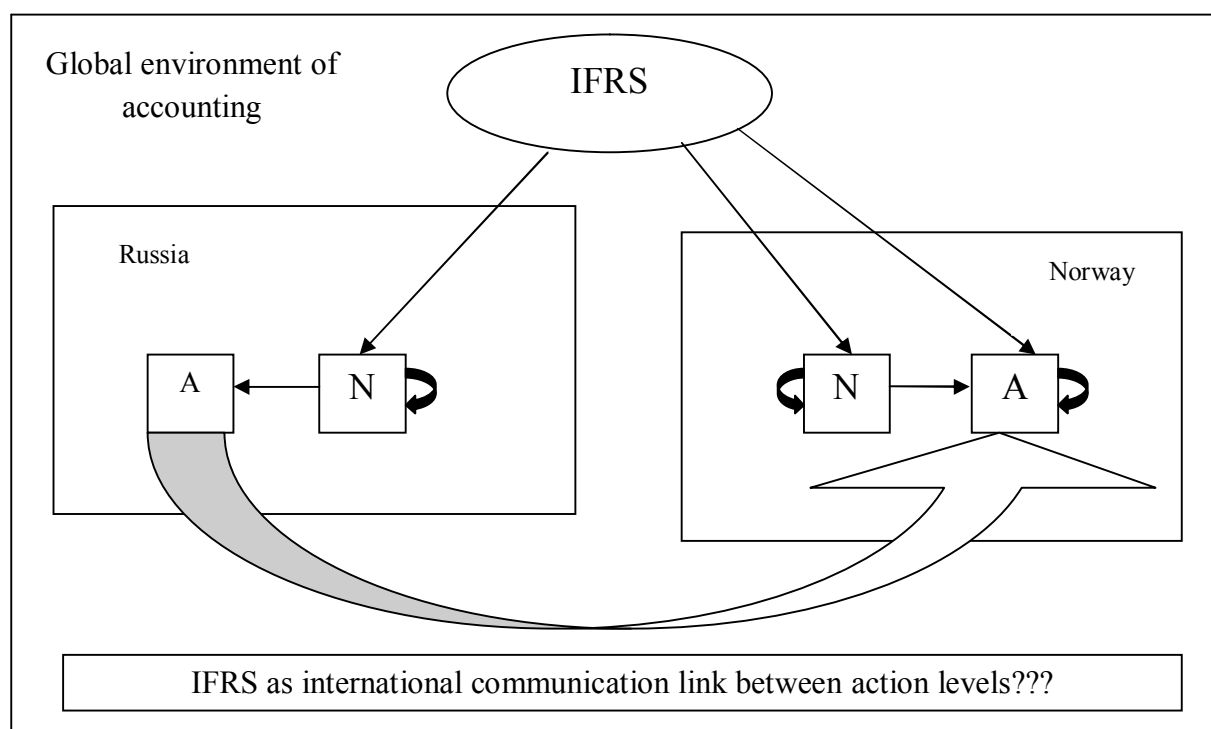 Global environment of
accounting
IFRS
Russia
Norway
A
N
N
A
IFRS as international communication link between action levels???